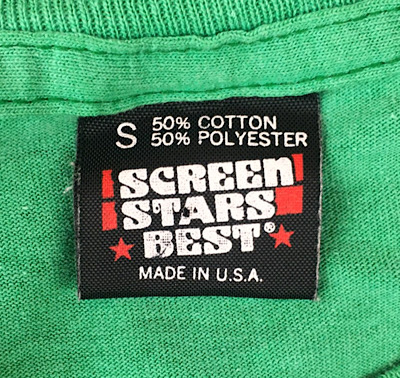 S 50% COTTON
50% POLYESTER
SCREEN
STARS
BEST®
MADE IN U.S.A.